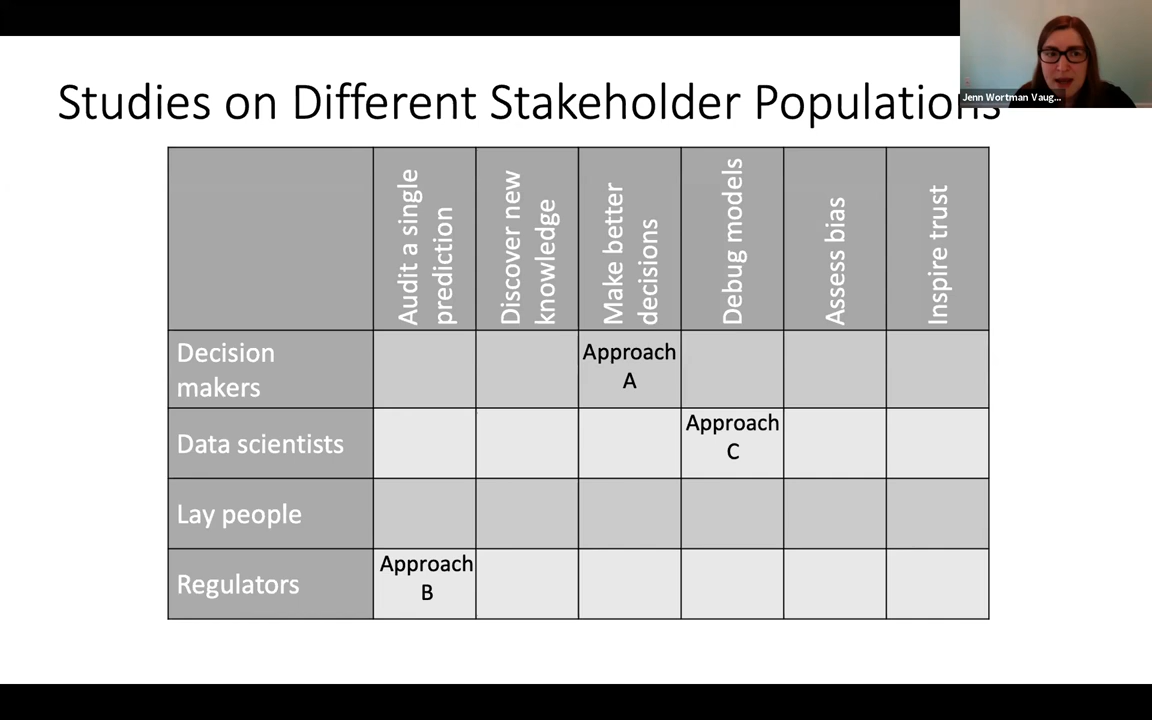 Studies on Different Stakeholder Populations
Jenn Wortman Vaug...
Audit a single
prediction
Discover new
knowledge
Make better
decisions
Debug models
Assess bias
Inspire trust
Decision
makers
Approach
A
Data scientists
Approach
C
Lay people
Regulators
Approach
B